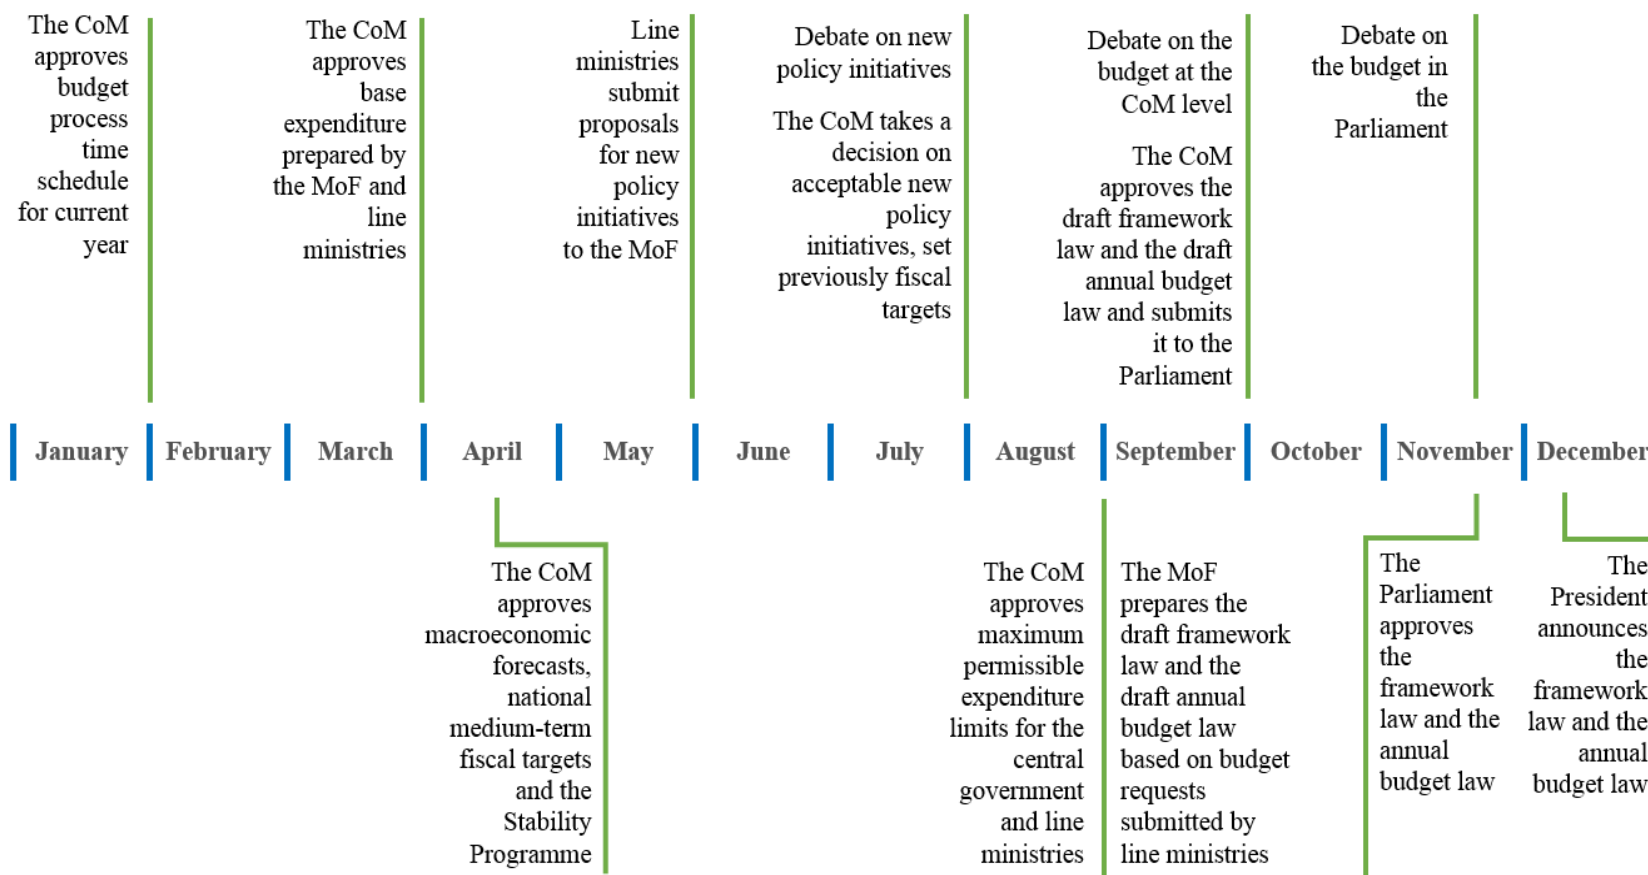 The CoM
approves
budget
process
time
schedule
for current
year
The CoM
approves
base
expenditure
prepared by
the MoF and
line
ministries
Line
ministries
submit
proposals
for new
policy
initiatives
to the MoF
Debate on new
policy initiatives
The CoM takes a
decision on
acceptable new
policy
initiatives, set
previously fiscal
targets
Debate on the
budget at the
CoM level
The CoM
approves the
draft framework
law and the draft
annual budget
law and submits
it to the
Parliament
Debate on
the budget in
the
Parliament
January February March April May June July August September October November December
The CoM
approves
macroeconomic
forecasts,
national
medium-term
fiscal targets
and the
Stability
Programme
The CoM
approves
maximum
permissible
expenditure
limits for the
central
government
and line
ministries
The MoF
prepares the
draft framework
law and the
draft annual
budget law
based on budget
requests
submitted by
line ministries
The
Parliament
approves
the
framework
law and the
annual
budget law
The
President
announces
the
framework
law and the
annual
budget law